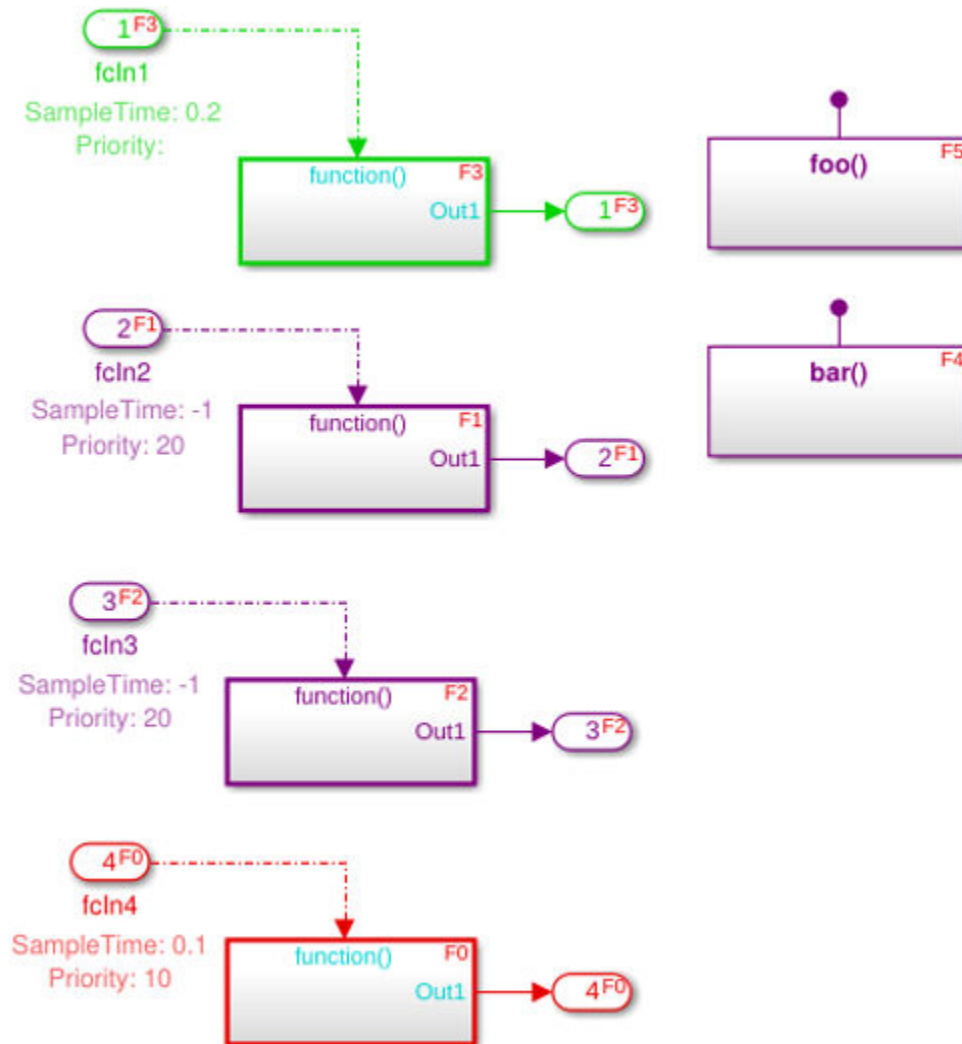 1F3
fcIn1
SampleTime: 0.2
Priority:
function()
F3
Out1
1F3
2F1
fcIn2
SampleTime: -1
Priority: 20
function()
F1
Out1
2F1
3F2
fcIn3
SampleTime: -1
Priority: 20
function()
F2
Out1
3F2
4F0
fcIn4
SampleTime: 0.1
Priority: 10
function()
F0
Out1
4F0
foo()
F5
bar()
F4